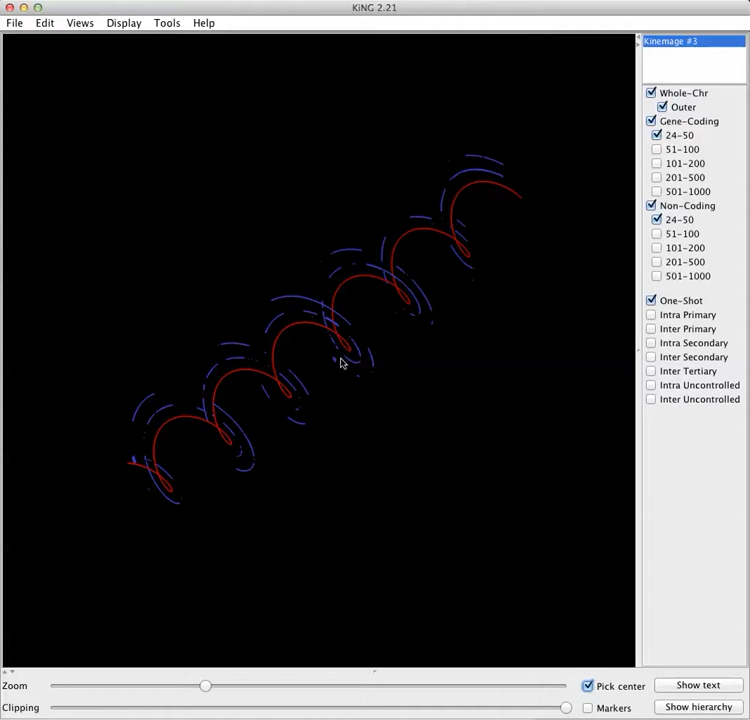 KiNG 2.21
File Edit Views Display Tools Help
Kinemage #3
Whole-Chr
Outer
Gene-Coding
24-50
51-100
101-200
201-500
501-1000
Non-Coding
24-50
51-100
101-200
201-500
501-1000
One-Shot
Intra Primary
Inter Primary
Intra Secondary
Inter Secondary
Inter Tertiary
Intra Uncontrolled
Inter Uncontrolled
Zoom Pick center Show text
Clipping Markers Show hierarchy